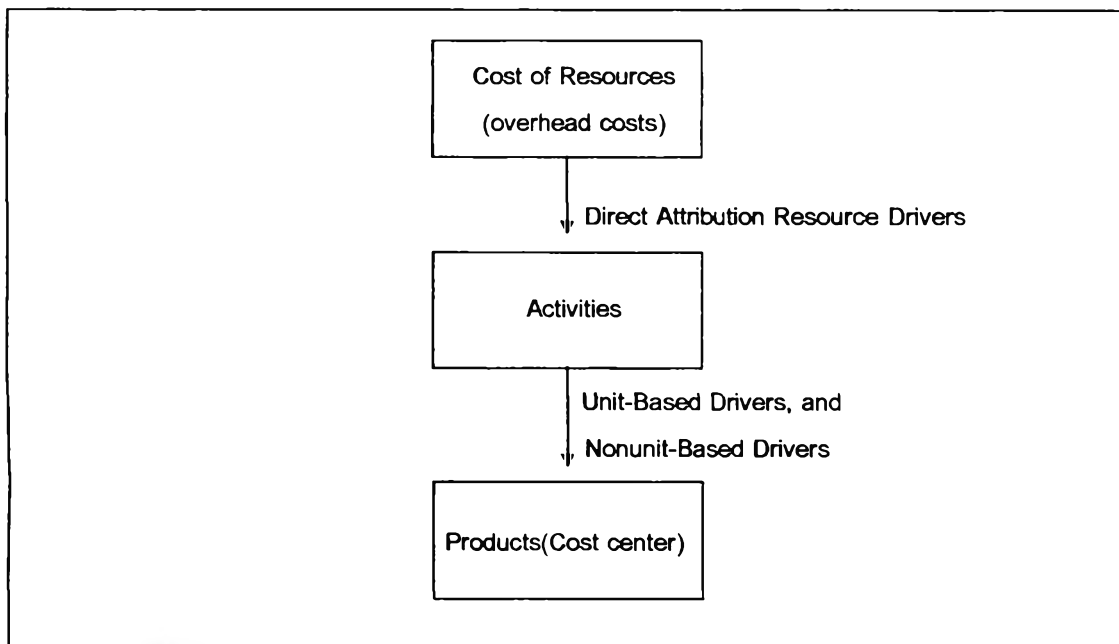 Cost of Resources
(overhead costs)
Direct Attribution Resource Drivers
Activities
Unit-Based Drivers, and
Nonunit-Based Drivers
Products(Cost center)